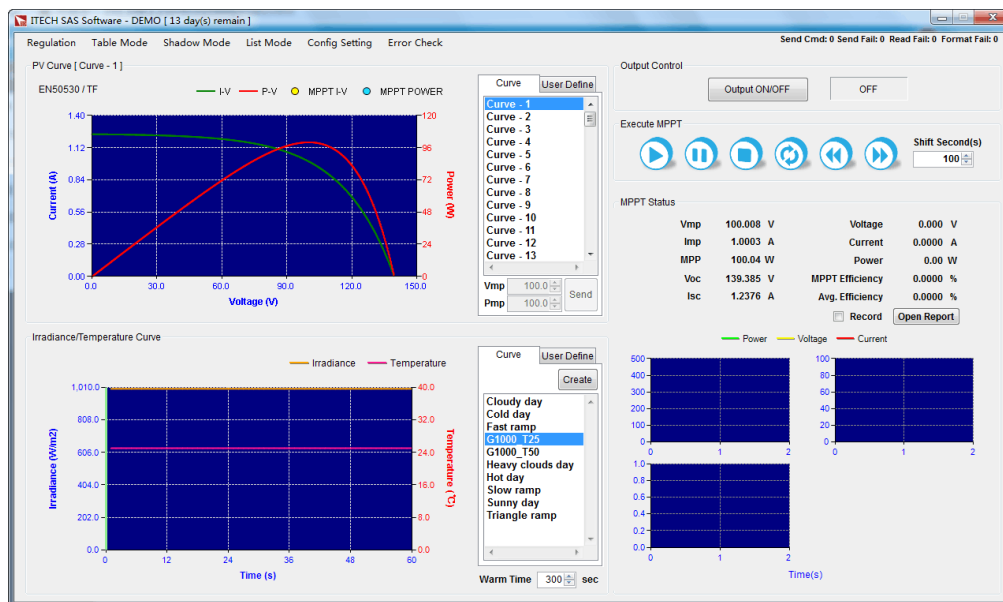 ITECH SAS Software - DEMO [ 13 day(s) remain ]
Regulation Table Mode Shadow Mode List Mode Config Setting Error Check
Send Cmd: 0 Send Fail: 0 Read Fail: 0 Format Fail: 0
PV Curve [ Curve - 1 ]
EN50530 / TF
I-V P-V MPPT I-V MPPT POWER
1.40
1.12
0.84
0.56
0.28
0.00
Current (A)
120
96
72
48
24
0
Power (W)
0.0 30.0 60.0 90.0 120.0 150.0
Voltage (V)
Curve User Define
Curve - 1
Curve - 2
Curve - 3
Curve - 4
Curve - 5
Curve - 6
Curve - 7
Curve - 8
Curve - 9
Curve - 10
Curve - 11
Curve - 12
Curve - 13
Vmp 100.0
Pmp 100.0
Send
Output Control
Output ON/OFF OFF
Execute MPPT
Shift Second(s)
100
MPPT Status
Vmp 100.008 V Voltage 0.000 V
Imp 1.0003 A Current 0.0000 A
MPP 100.04 W Power 0.00 W
Voc 139.385 V MPPT Efficiency 0.0000 %
Isc 1.2376 A Avg. Efficiency 0.0000 %
Record Open Report
Irradiance/Temperature Curve
Irradiance Temperature
1,010.0
808.0
606.0
404.0
202.0
0.0
Irradiance (W/m2)
40.0
32.0
24.0
16.0
8.0
0.0
Temperature (℃)
0 12 24 36 48 60
Time (s)
Curve User Define
Create
Cloudy day
Cold day
Fast ramp
G1000_T25
G1000_T50
Heavy clouds day
Hot day
Slow ramp
Sunny day
Triangle ramp
Warm Time 300 sec
Power Voltage Current
500
400
300
200
100
0
0 1 2
100
80
60
40
20
0
0 1 2
1.0
0.8
0.6
0.4
0.2
0.0
0 1 2
Time(s)